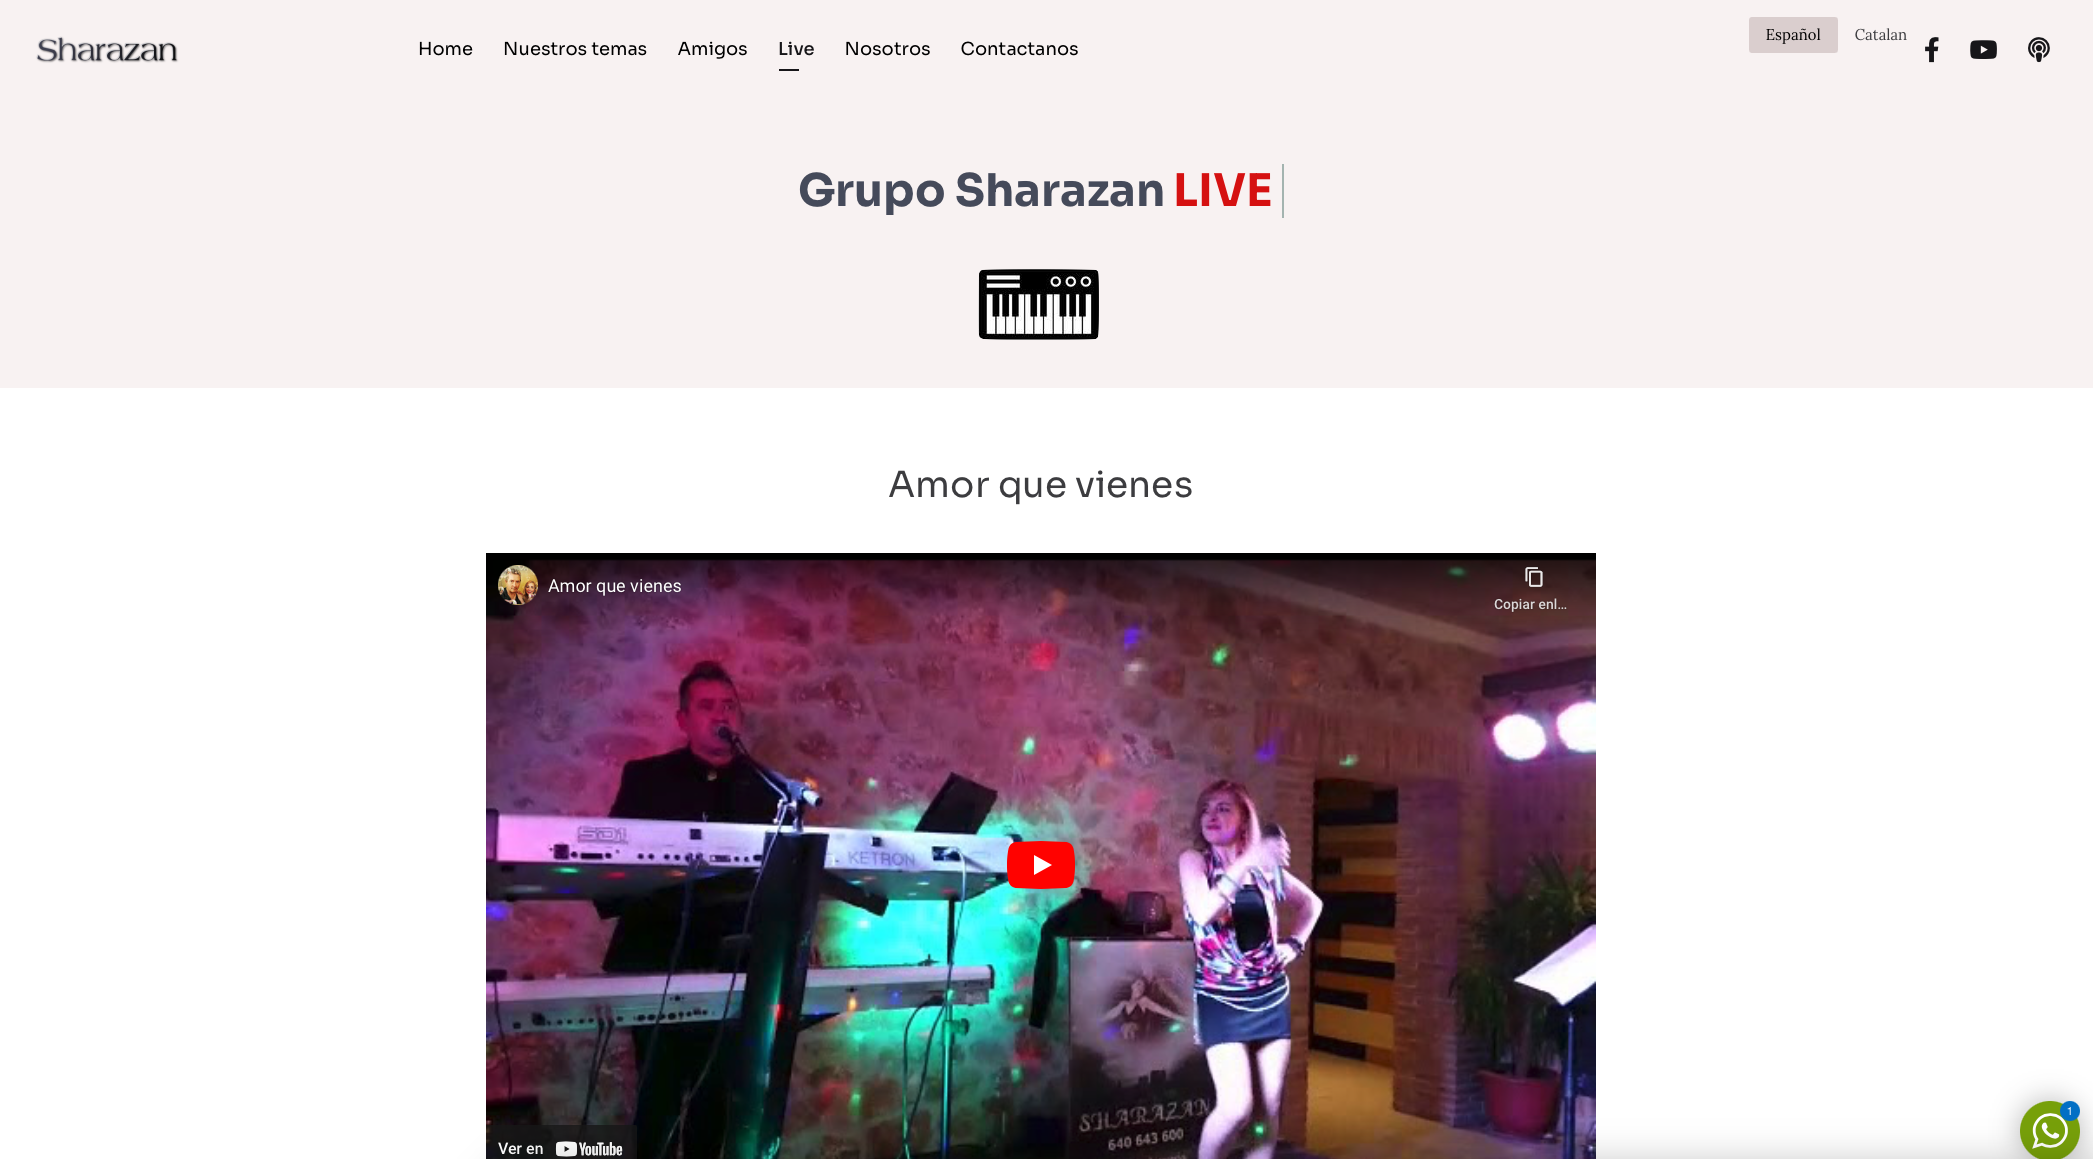 Sharazan
Home
Nuestros temas
Amigos
Live
Nosotros
Contactanos
Español
Catalan
Grupo Sharazan LIVE
Amor que vienes
Amor que vienes
Copiar enl...
SD1
KETRON
SHARAZAN
640 643 600
Ver en YouTube
1